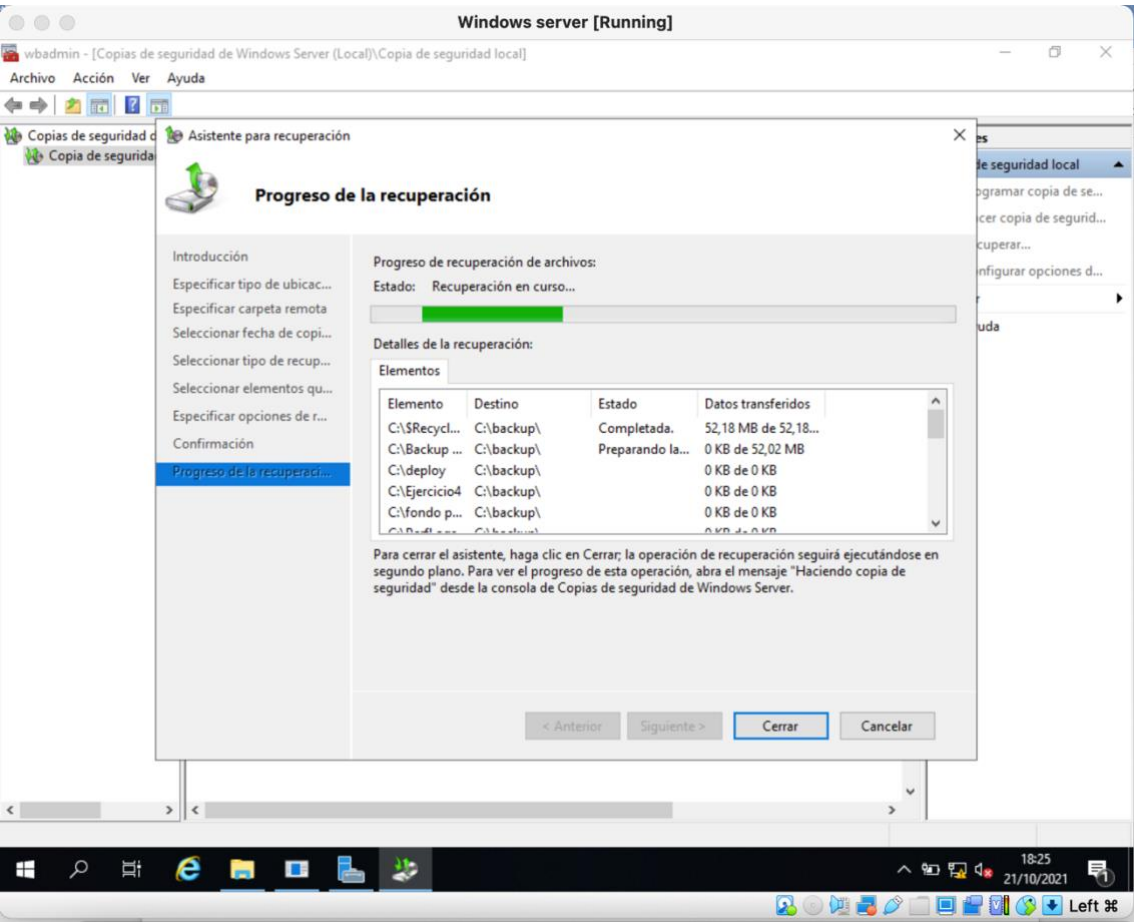 Windows server [Running]
wbadmin - [Copias de seguridad de Windows Server (Local)\Copia de seguridad local]
Archivo Acción Ver Ayuda
Copias de seguridad d
Copia de segurida
Asistente para recuperación
Progreso de la recuperación
Introducción
Especificar tipo de ubicac...
Especificar carpeta remota
Seleccionar fecha de copi...
Seleccionar tipo de recup...
Seleccionar elementos qu...
Especificar opciones de r...
Confirmación
Progreso de la recuperaci...
Progreso de recuperación de archivos:
Estado: Recuperación en curso...
Detalles de la recuperación:
Elementos
Elemento Destino Estado Datos transferidos
C:\$Recycl... C:\backup\ Completada. 52,18 MB de 52,18...
C:\Backup ... C:\backup\ Preparando la... 0 KB de 52,02 MB
C:\deploy C:\backup\ 0 KB de 0 KB
C:\Ejercicio4 C:\backup\ 0 KB de 0 KB
C:\fondo p... C:\backup\ 0 KB de 0 KB
C:\PerfLogs C:\backup\ 0 KB de 0 KB
Para cerrar el asistente, haga clic en Cerrar; la operación de recuperación seguirá ejecutándose en
segundo plano. Para ver el progreso de esta operación, abra el mensaje "Haciendo copia de
seguridad" desde la consola de Copias de seguridad de Windows Server.
< Anterior Siguiente > Cerrar Cancelar
es
de seguridad local
ogramar copia de se...
cer copia de segurid...
cuperar...
nfigurar opciones d...
r
uda
18:25
21/10/2021
1
Left ⌘